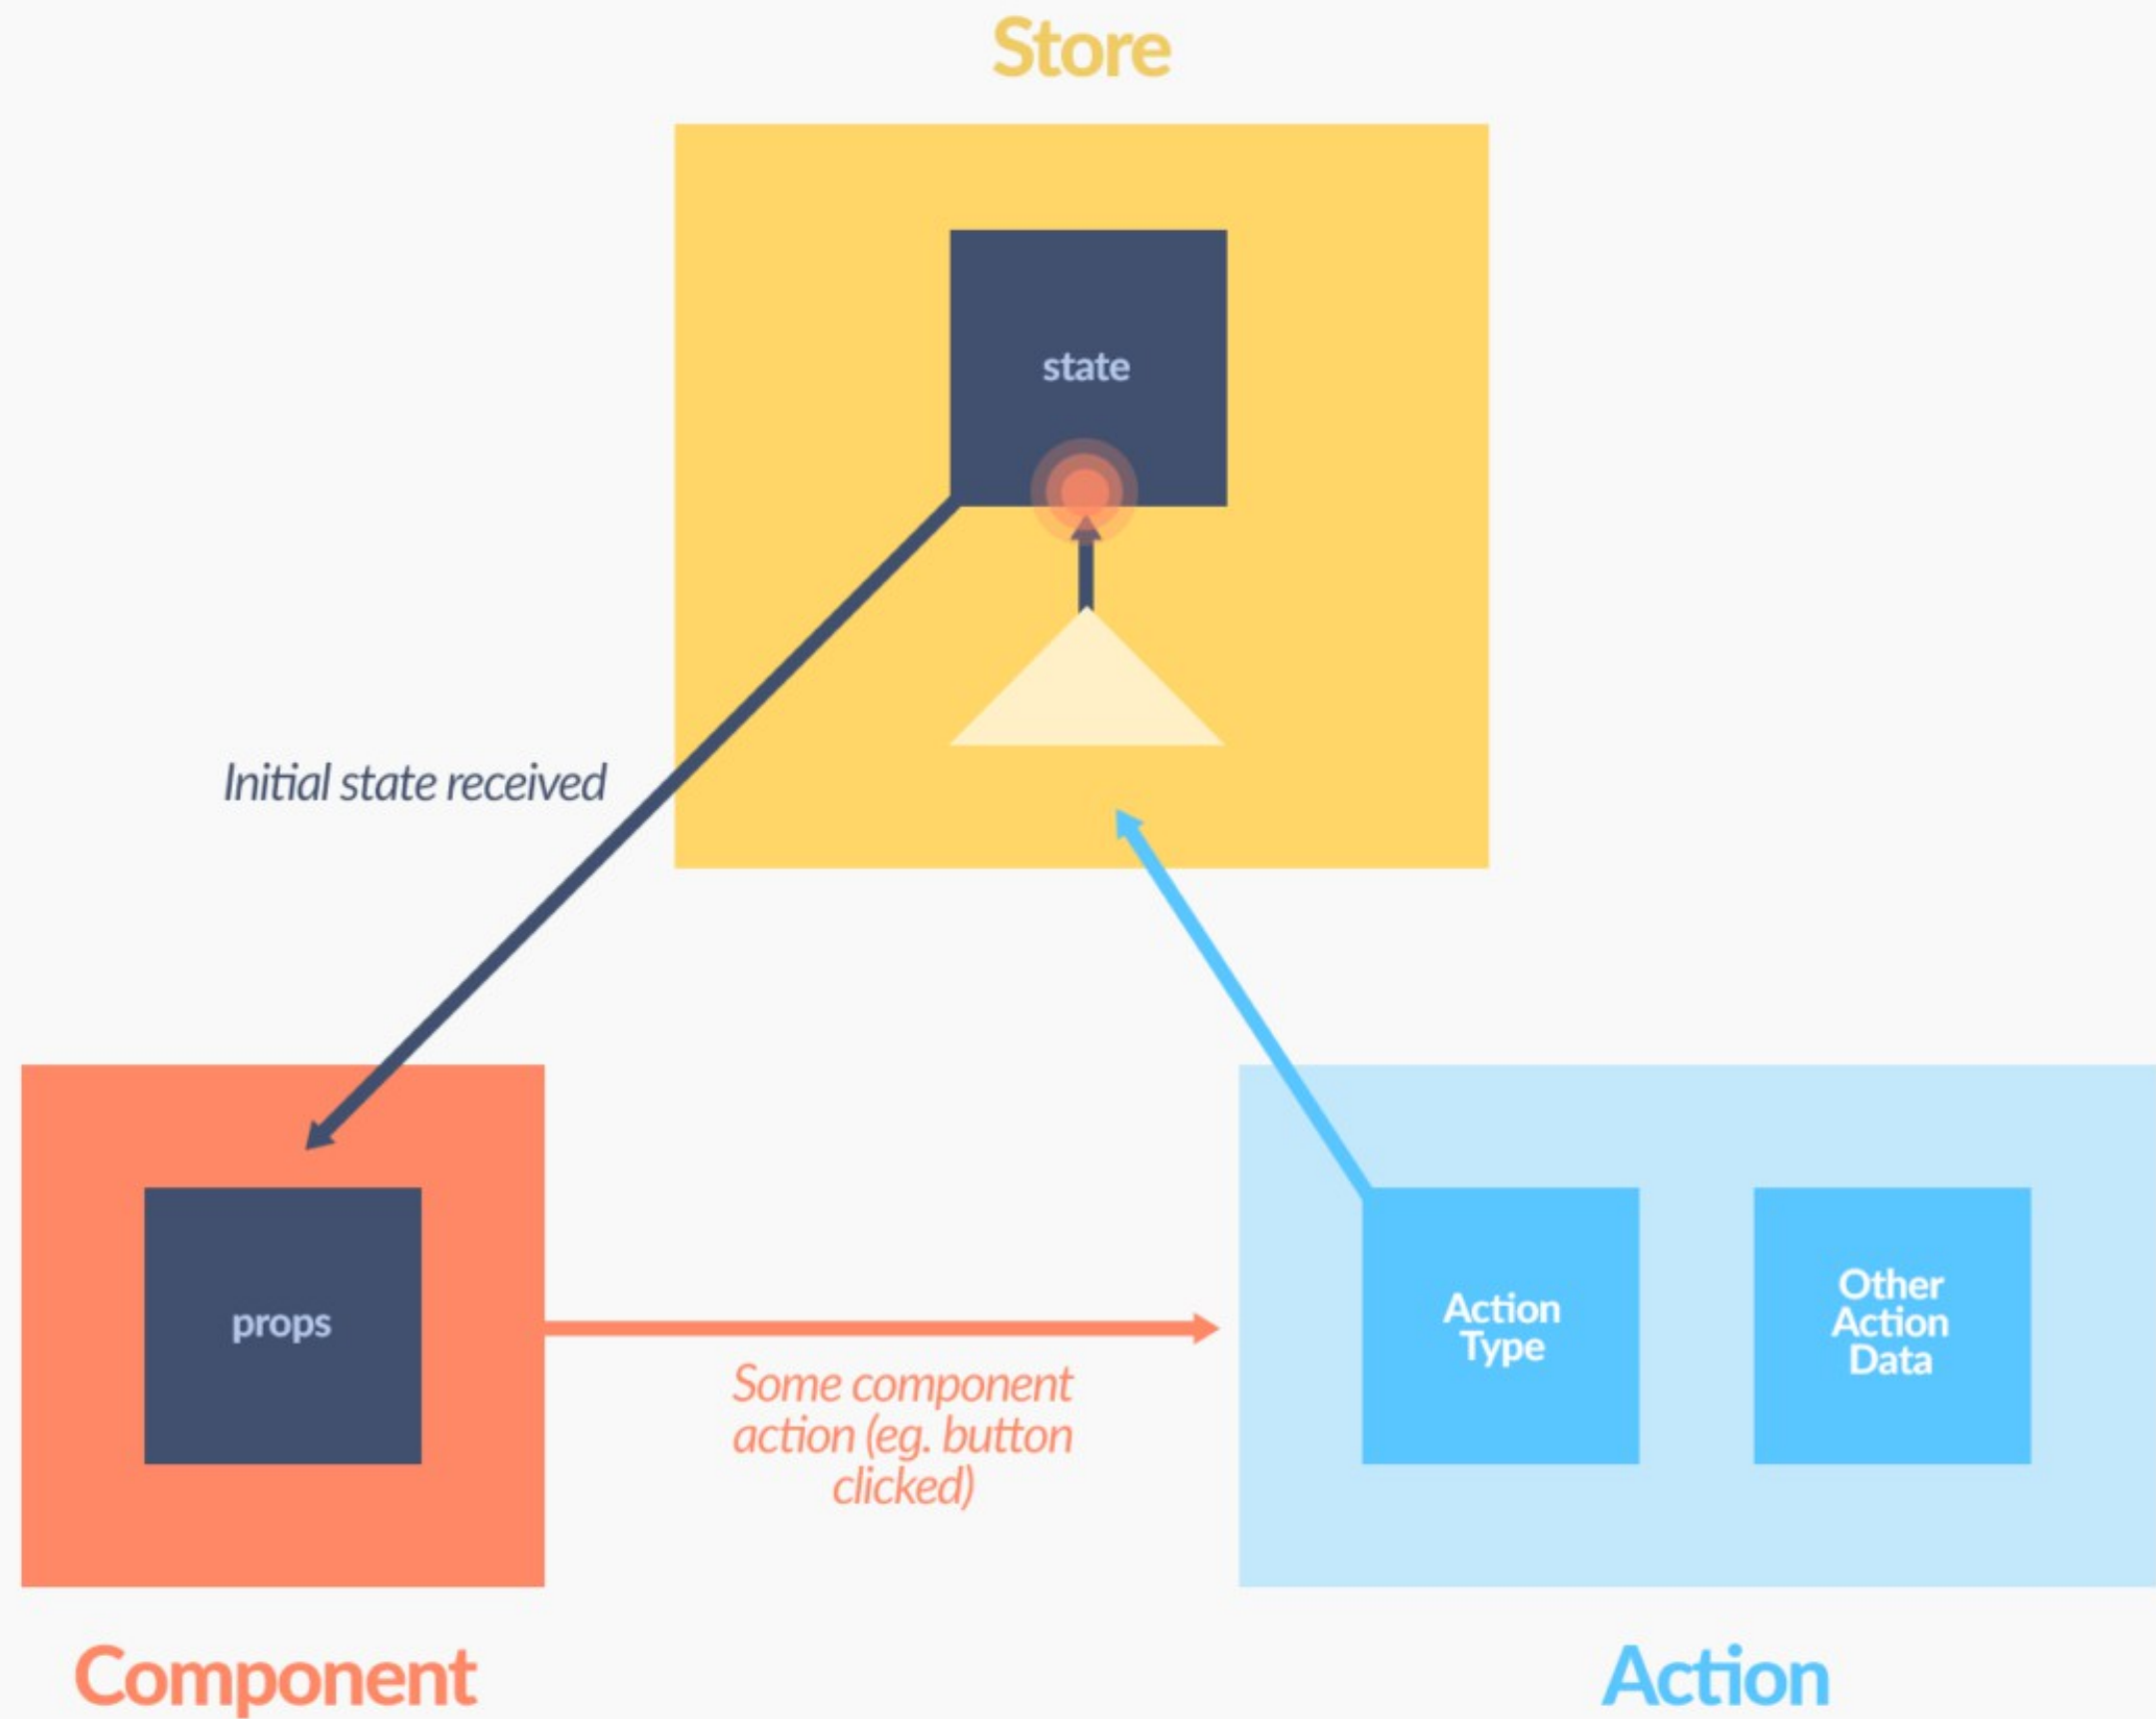 Store
state
Initial state received
props
Some component
action (eg. button
clicked)
Action
Type
Other
Action
Data
Component
Action